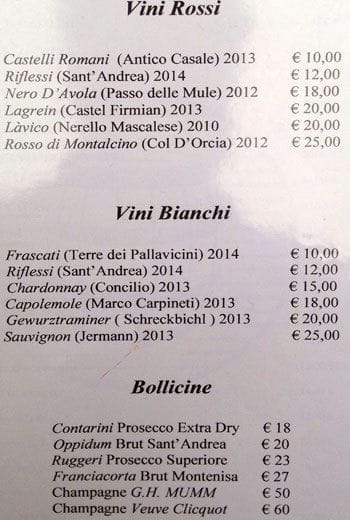 Vini Rossi
Castelli Romani (Antico Casale) 2013 € 10,00
Riflessi (Sant'Andrea) 2014 € 12,00
Nero D'Avola (Passo delle Mule) 2012 € 18,00
Lagrein (Castel Firmian) 2013 € 20,00
Làvico (Nerello Mascalese) 2010 € 20,00
Rosso di Montalcino (Col D'Orcia) 2012 € 25,00
Vini Bianchi
Frascati (Terre dei Pallavicini) 2014 € 10,00
Riflessi (Sant'Andrea) 2014 € 12,00
Chardonnay (Concilio) 2013 € 15,00
Capolemole (Marco Carpineti) 2013 € 18,00
Gewurztraminer ( Schreckbichl ) 2013 € 20,00
Sauvignon (Jermann) 2013 € 25,00
Bollicine
Contarini Prosecco Extra Dry € 18
Oppidum Brut Sant'Andrea € 20
Ruggeri Prosecco Superiore € 23
Franciacorta Brut Montenisa € 27
Champagne G.H. MUMM € 50
Champagne Veuve Clicquot € 60